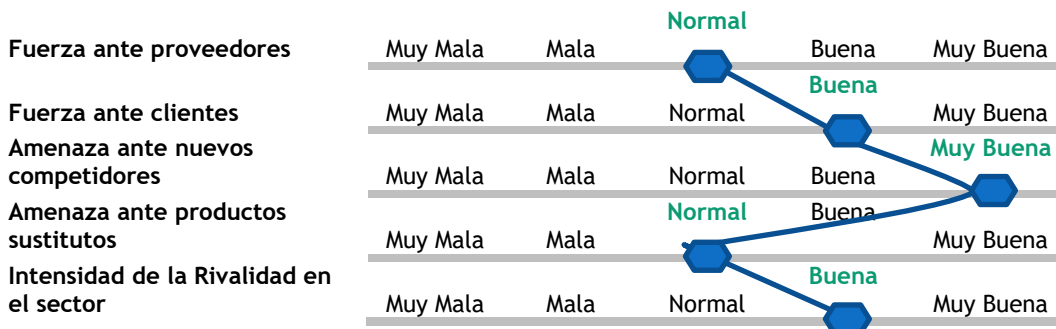 Normal
Fuerza ante proveedores Muy Mala Mala Buena Muy Buena
Buena
Fuerza ante clientes Muy Mala Mala Normal Muy Buena
Amenaza ante nuevos Muy Buena
competidores Muy Mala Mala Normal Buena
Amenaza ante productos Normal Buena
sustitutos Muy Mala Mala Muy Buena
Intensidad de la Rivalidad en Buena
el sector Muy Mala Mala Normal Muy Buena